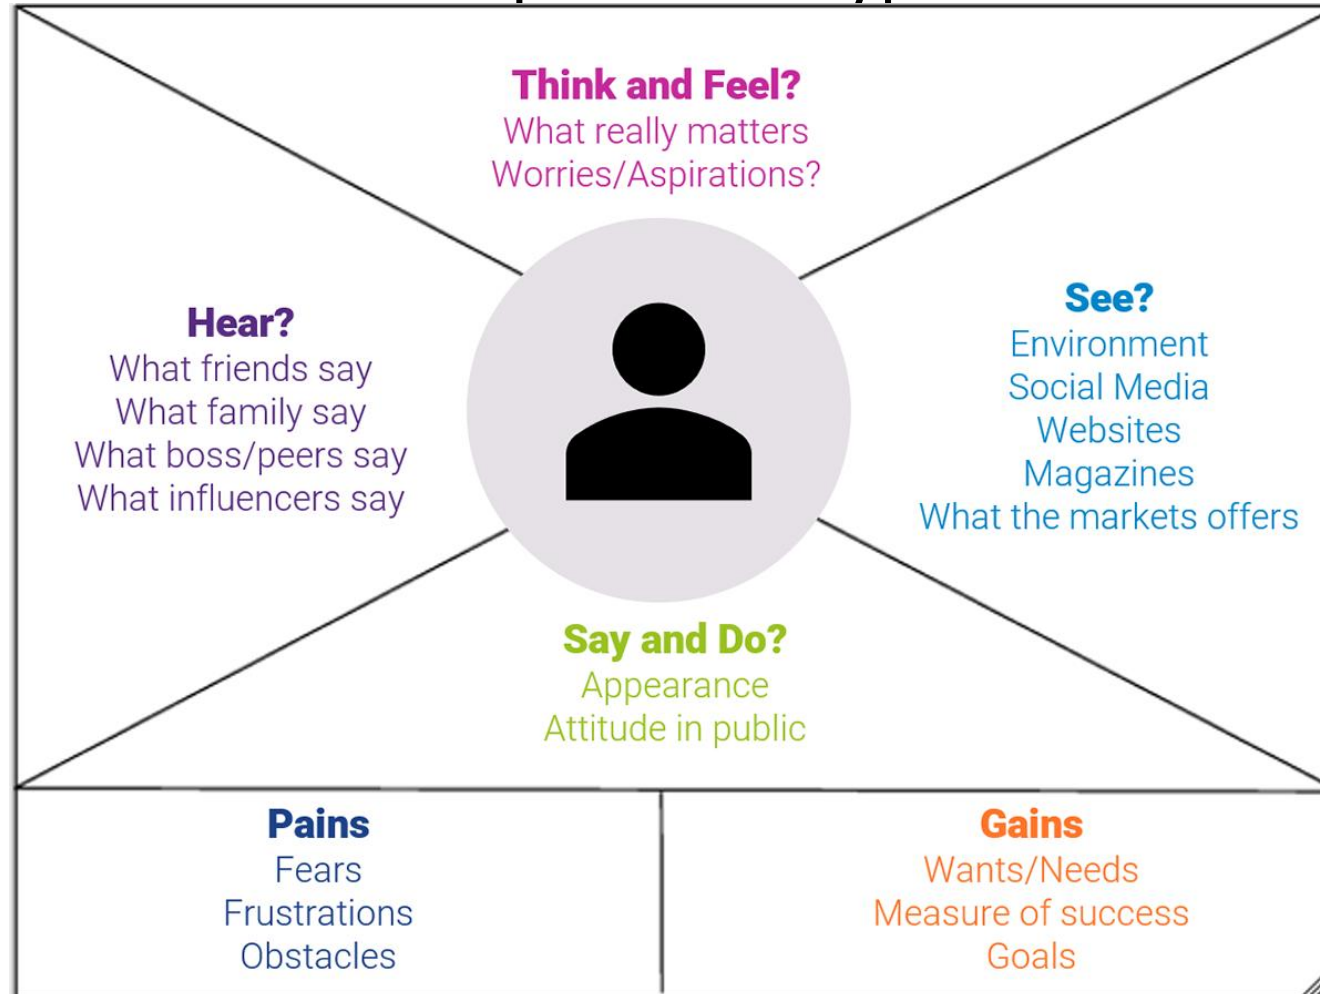 Think and Feel?
What really matters
Worries/Aspirations?
Hear?
What friends say
What family say
What boss/peers say
What influencers say
See?
Environment
Social Media
Websites
Magazines
What the markets offers
Say and Do?
Appearance
Attitude in public
Pains
Fears
Frustrations
Obstacles
Gains
Wants/Needs
Measure of success
Goals